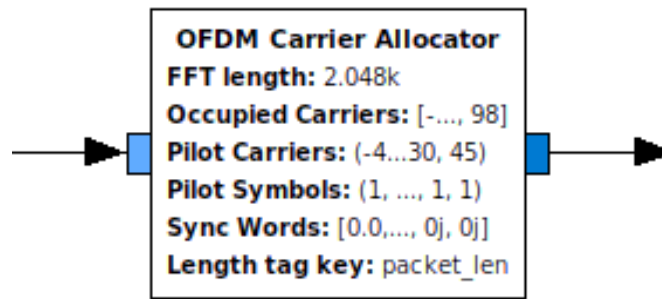 OFDM Carrier Allocator
FFT length: 2.048k
Occupied Carriers: [-..., 98]
Pilot Carriers: (-4...30, 45)
Pilot Symbols: (1, ..., 1, 1)
Sync Words: [0.0,..., 0j, 0j]
Length tag key: packet_len